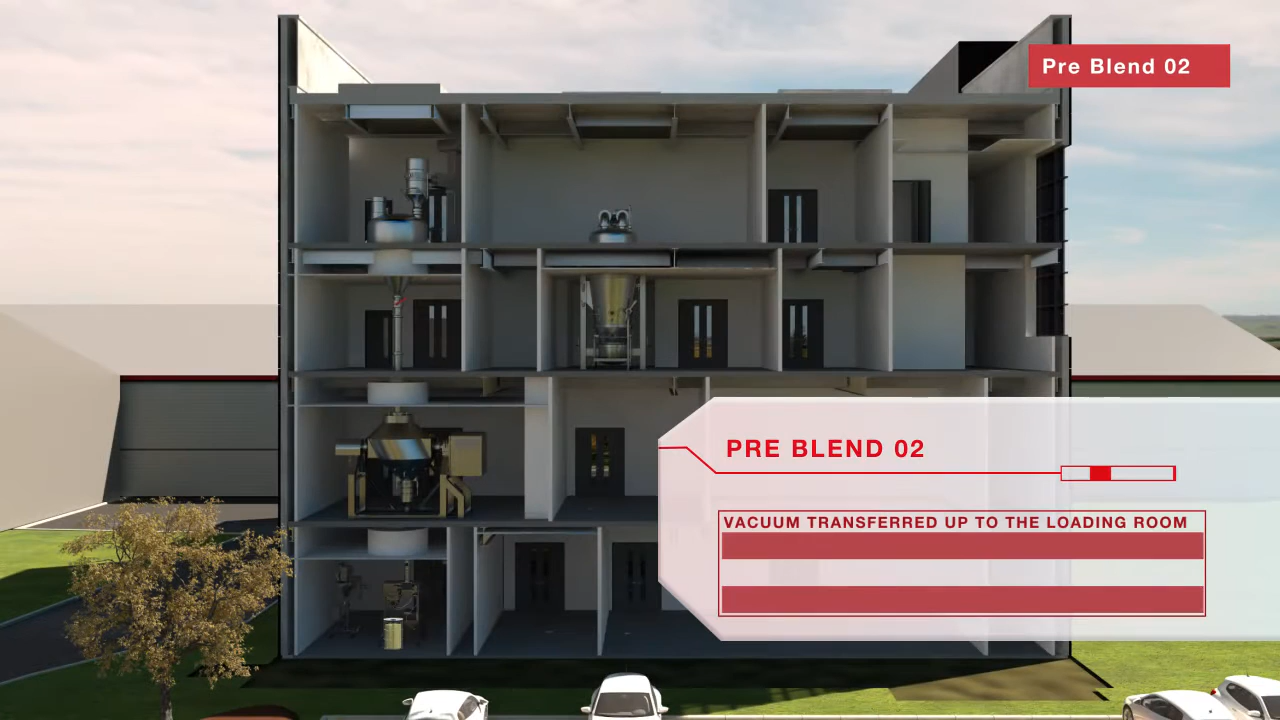 Pre Blend 02
PRE BLEND 02
VACUUM TRANSFERRED UP TO THE LOADING ROOM